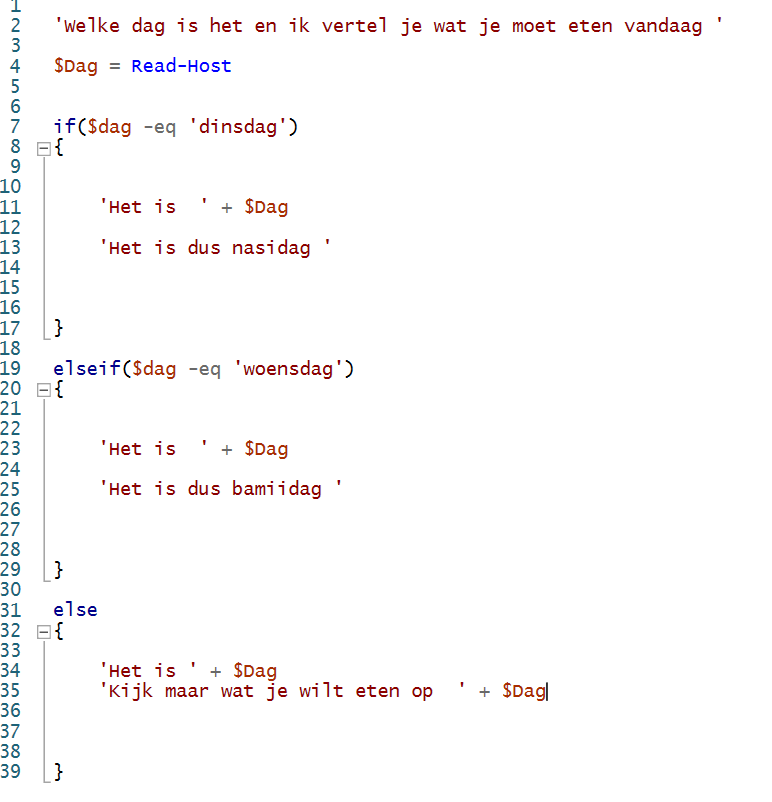 1
2 'Welke dag is het en ik vertel je wat je moet eten vandaag '
3
4 $Dag = Read-Host
5
6
7 if($dag -eq 'dinsdag')
8 {
9
10
11 'Het is  ' + $Dag
12
13 'Het is dus nasidag '
14
15
16
17 }
18
19 elseif($dag -eq 'woensdag')
20 {
21
22
23 'Het is  ' + $Dag
24
25 'Het is dus bamiidag '
26
27
28
29 }
30
31 else
32 {
33
34 'Het is ' + $Dag
35 'Kijk maar wat je wilt eten op  ' + $Dag
36
37
38
39 }